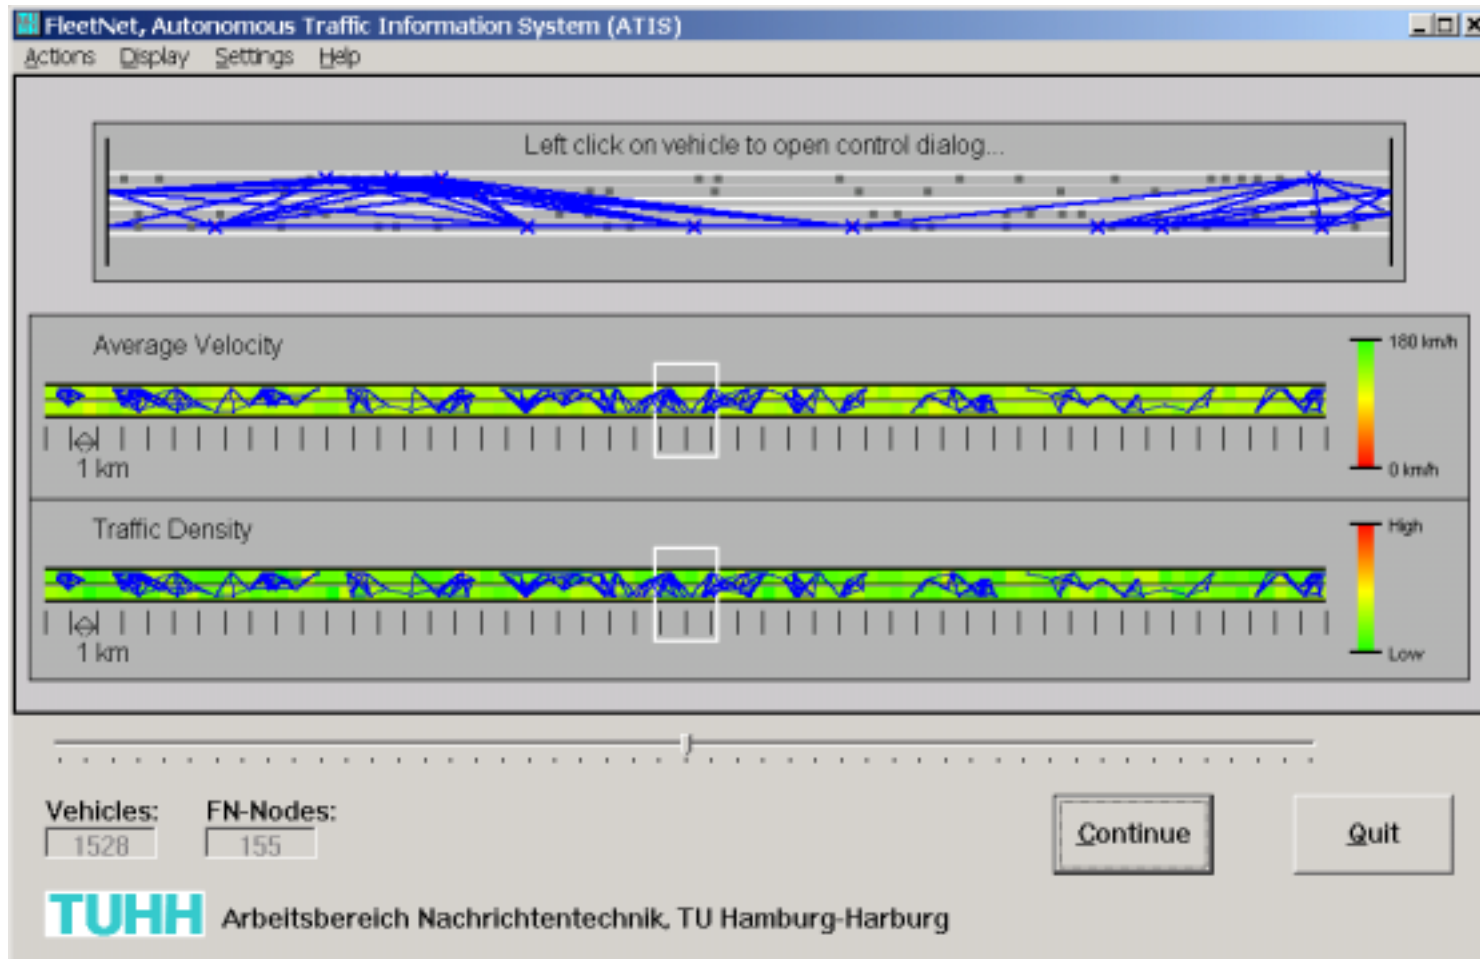 FleetNet, Autonomous Traffic Information System (ATIS)
Actions Display Settings Help
Left click on vehicle to open control dialog...
Average Velocity
180 km/h
1 km
0 km/h
Traffic Density
High
1 km
Low
Vehicles: FN-Nodes:
1528 155
Continue Quit
TUHH Arbeitsbereich Nachrichtentechnik, TU Hamburg-Harburg